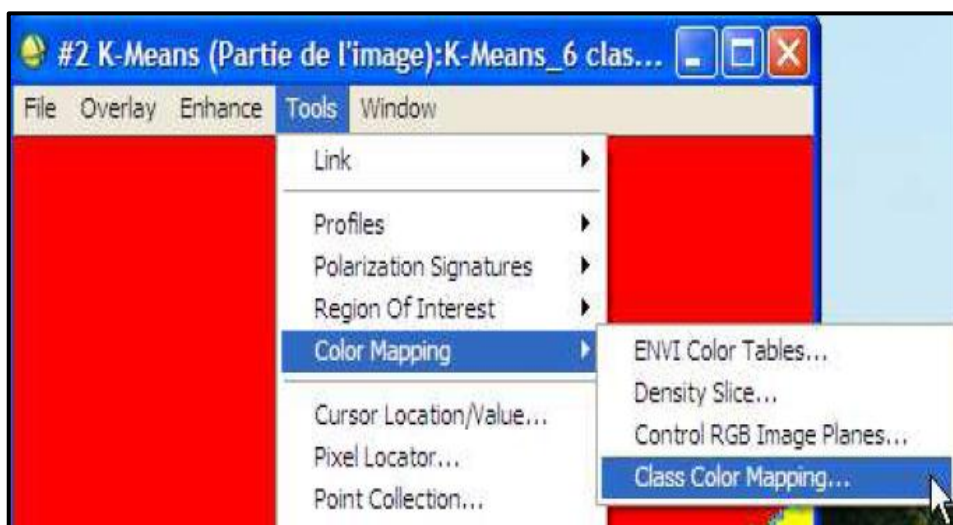 #2 K-Means (Partie de l'image):K-Means_6 clas...
File Overlay Enhance Tools Window
Link
Profiles
Polarization Signatures
Region Of Interest
Color Mapping
Cursor Location/Value...
Pixel Locator...
Point Collection...
ENVI Color Tables...
Density Slice...
Control RGB Image Planes...
Class Color Mapping...